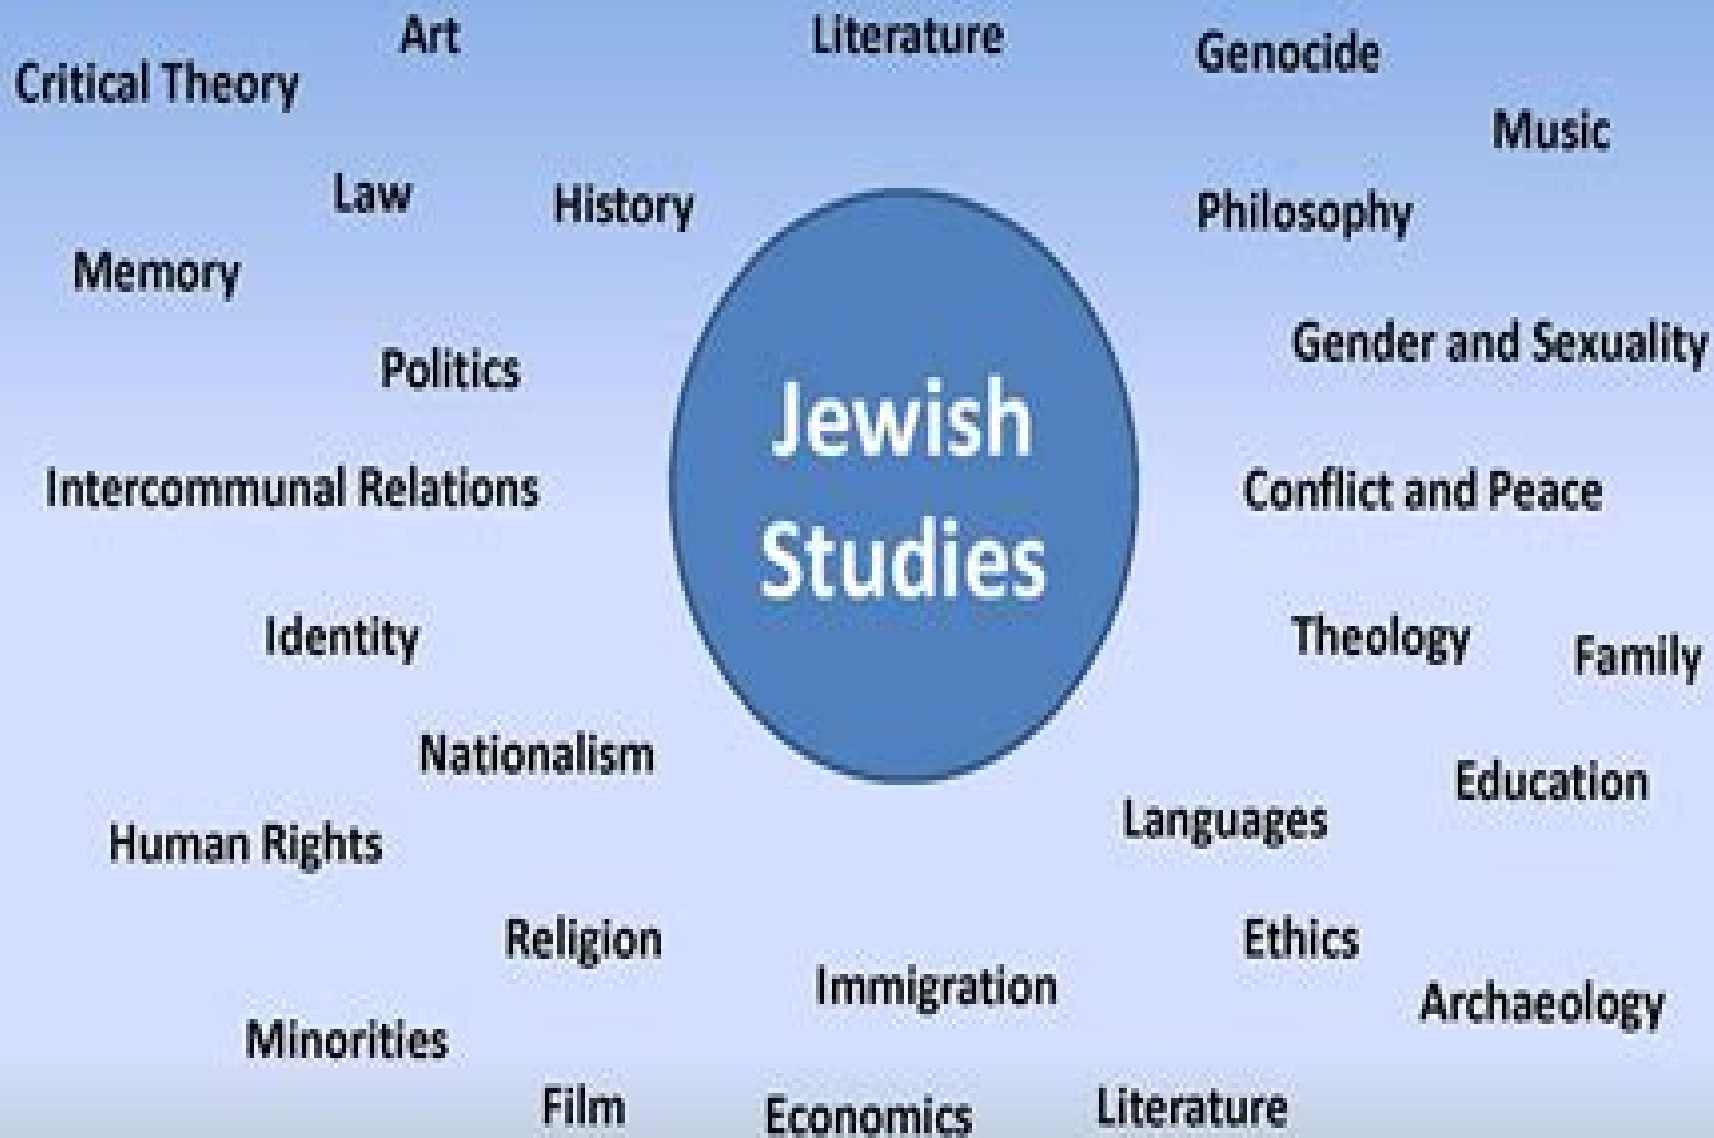 Art
Literature
Genocide
Critical Theory
Music
Law
History
Philosophy
Memory
Gender and Sexuality
Politics
Jewish
Studies
Intercommunal Relations
Conflict and Peace
Identity
Theology
Family
Nationalism
Education
Languages
Human Rights
Religion
Ethics
Immigration
Archaeology
Minorities
Film
Economics
Literature